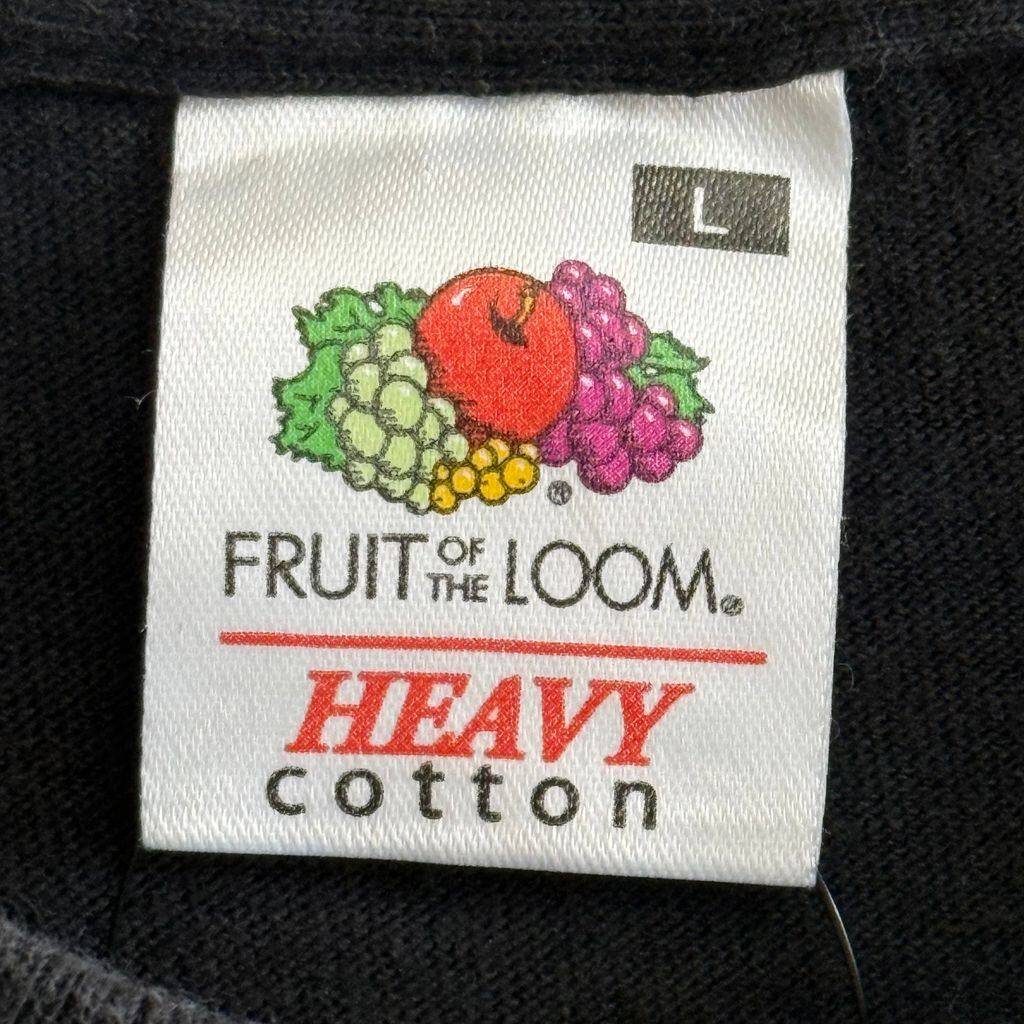 L
®
FRUIT OF THE LOOM®
HEAVY
cotton